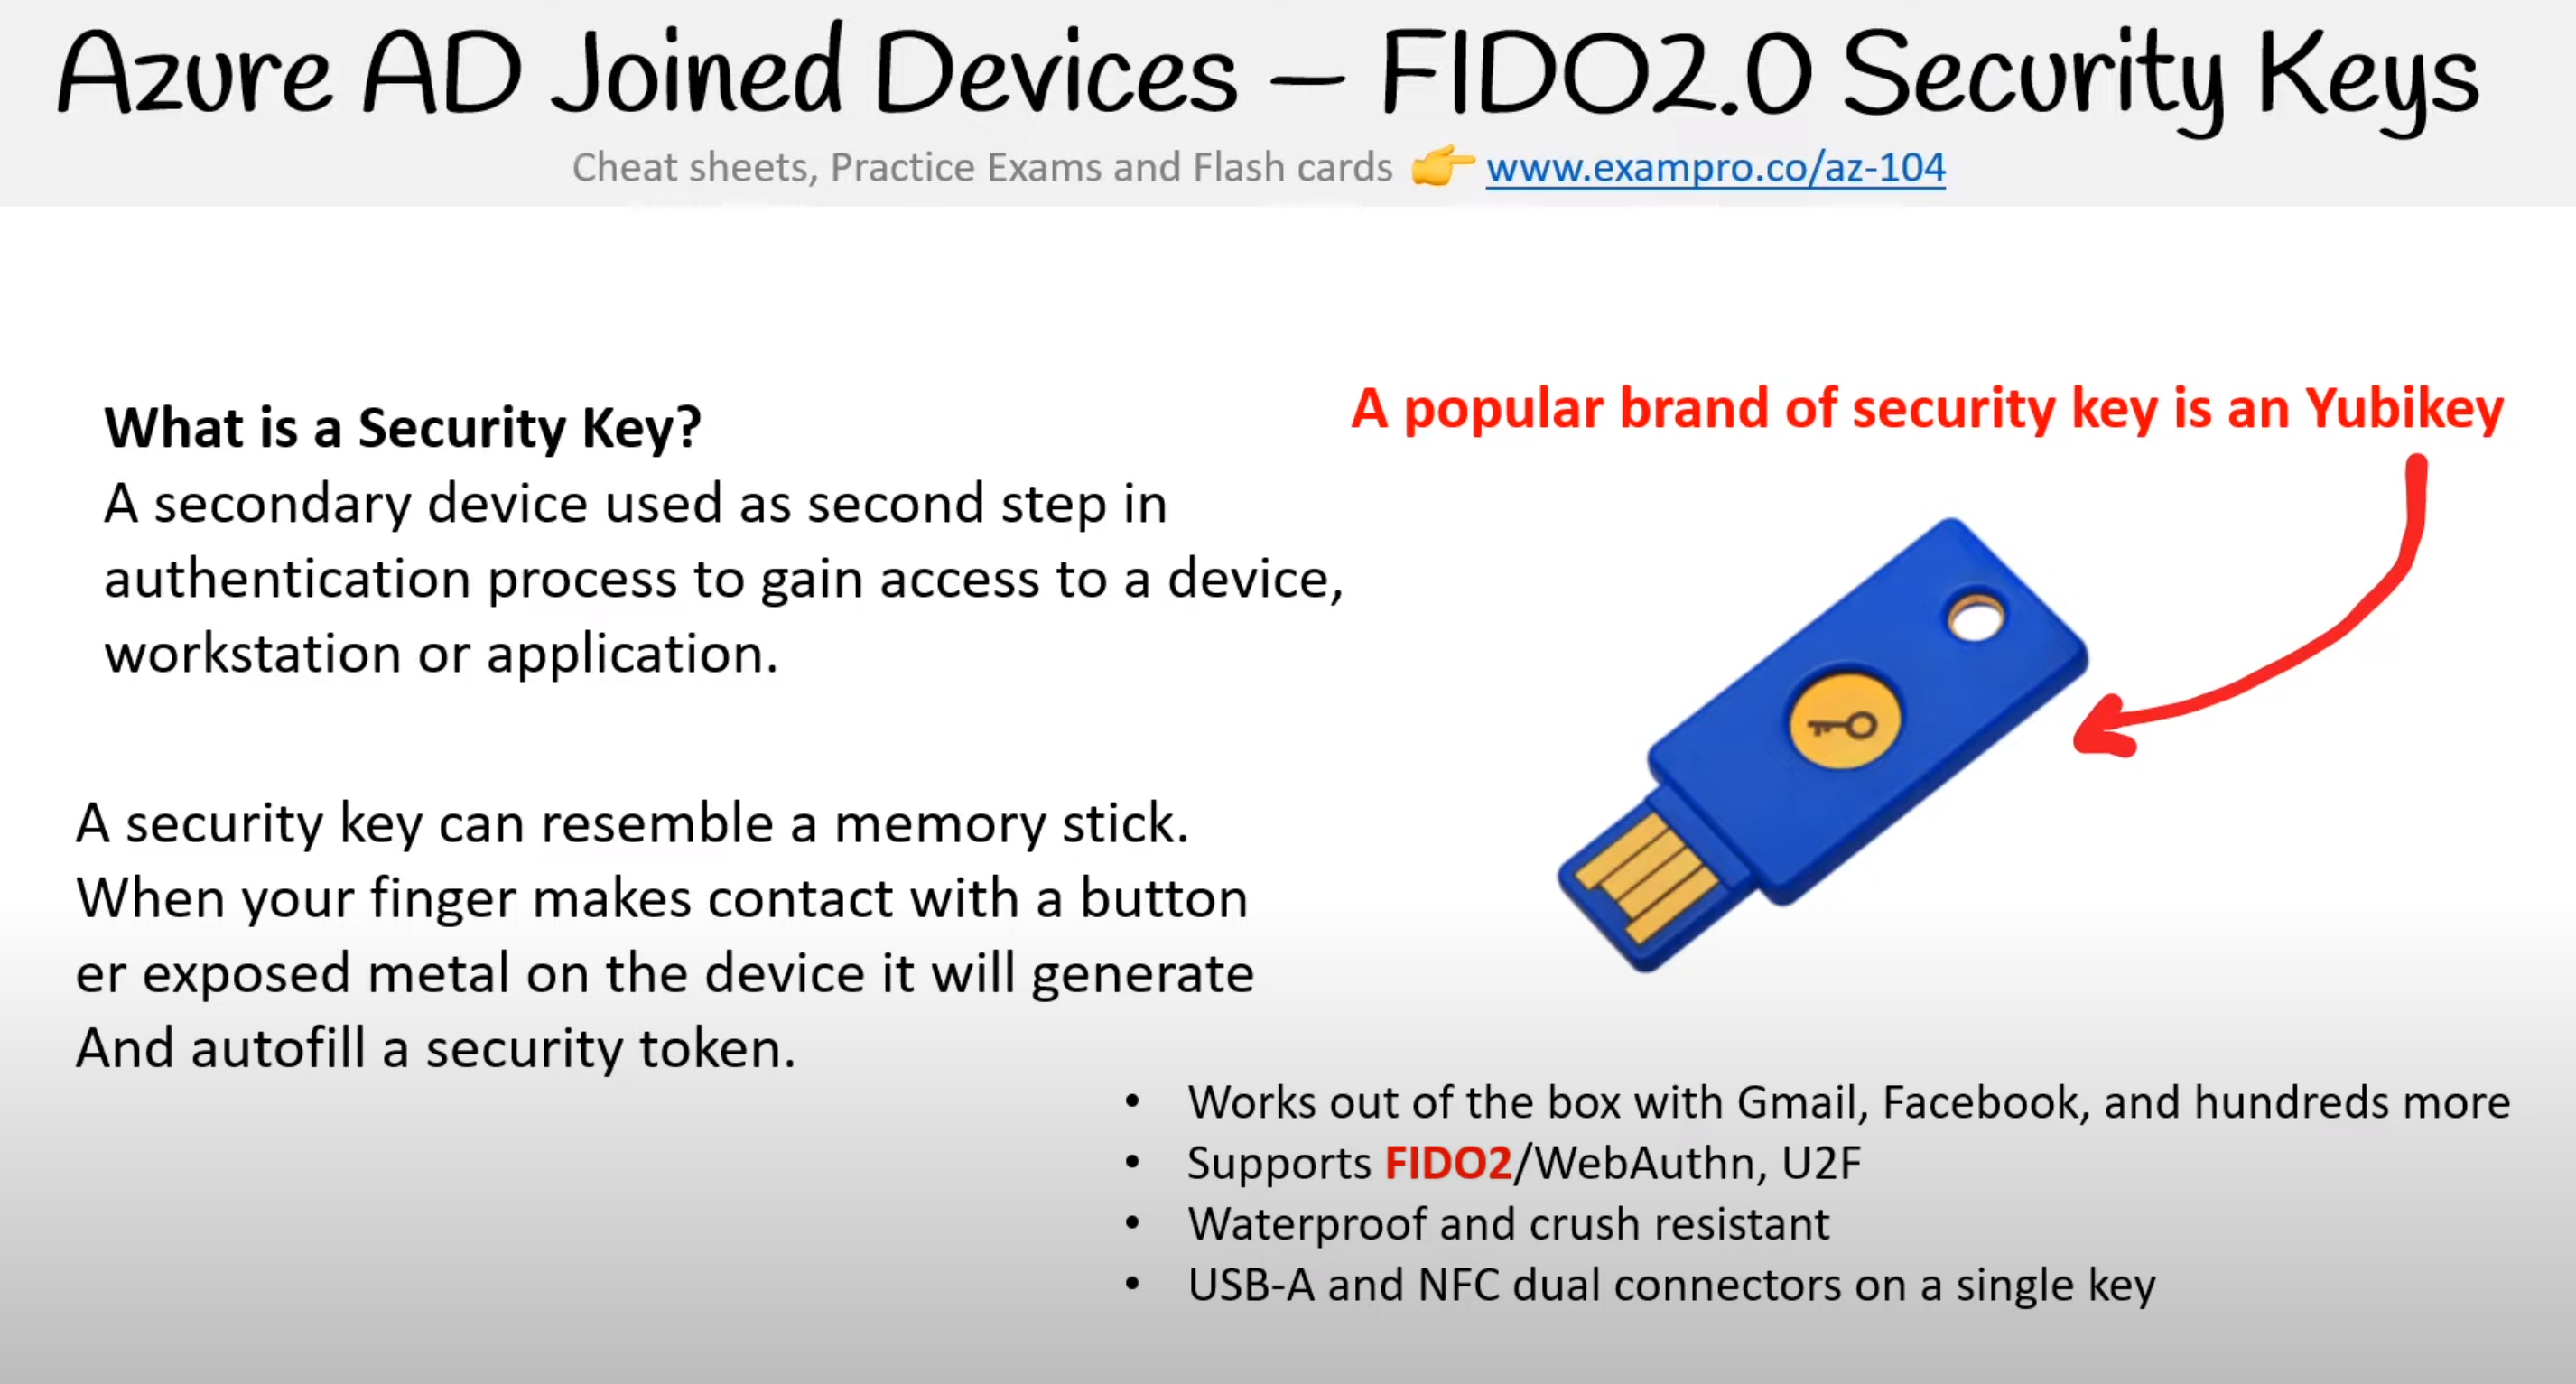 Azure AD Joined Devices – FIDO2.0 Security Keys
Cheat sheets, Practice Exams and Flash cards 👉 www.exampro.co/az-104
What is a Security Key?
A secondary device used as second step in
authentication process to gain access to a device,
workstation or application.
A security key can resemble a memory stick.
When your finger makes contact with a button
er exposed metal on the device it will generate
And autofill a security token.
A popular brand of security key is an Yubikey
• Works out of the box with Gmail, Facebook, and hundreds more
• Supports FIDO2/WebAuthn, U2F
• Waterproof and crush resistant
• USB-A and NFC dual connectors on a single key